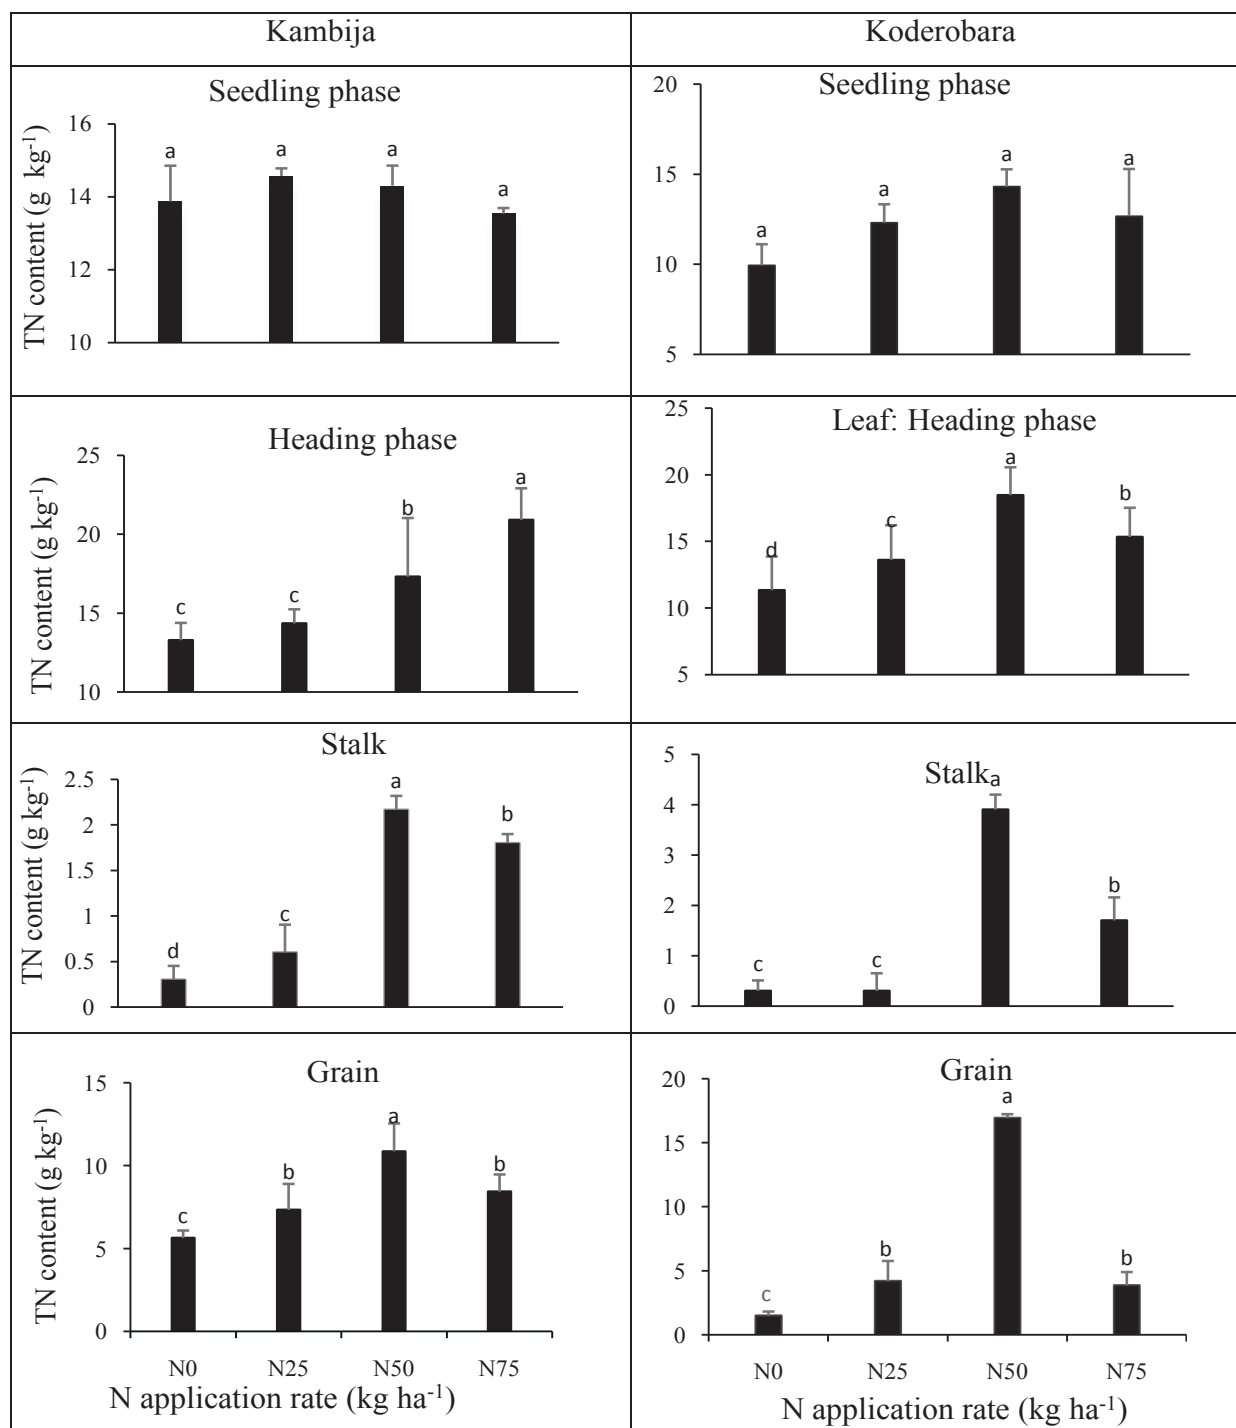 Kambija
Koderobara
Seedling phase
TN content (g kg-1)
16
14
12
10
a
a
a
a
Seedling phase
20
15
10
5
a
a
a
a
Heading phase
TN content (g kg-1)
25
20
15
10
c
c
b
a
Leaf: Heading phase
25
20
15
10
5
d
c
a
b
Stalk
TN content (g kg-1)
2.5
2
1.5
1
0.5
0
d
c
a
b
Stalk
5
4
3
2
1
0
c
c
a
b
Grain
TN content (g kg-1)
15
10
5
0
c
b
a
b
N0 N25 N50 N75
N application rate (kg ha-1)
Grain
20
15
10
5
0
c
b
a
b
N0 N25 N50 N75
N application rate (kg ha-1)